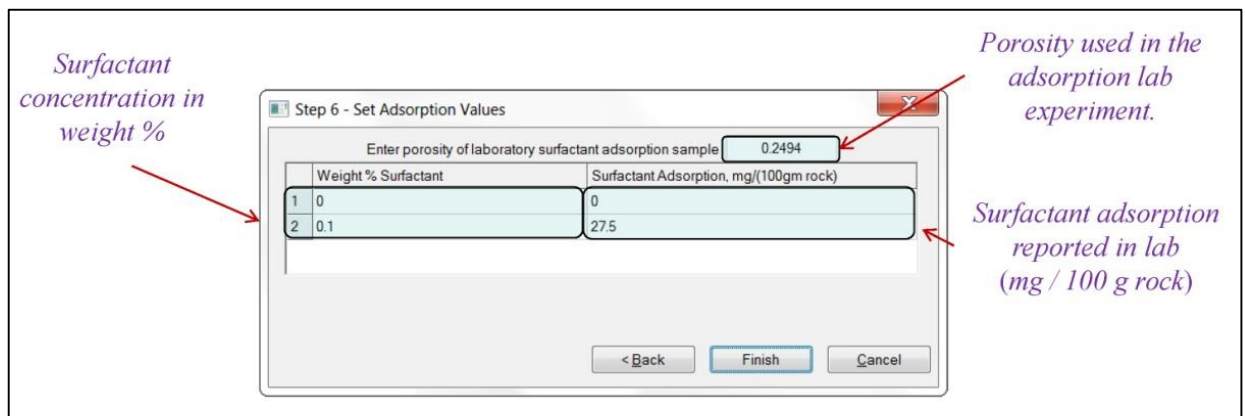 Surfactant
concentration in
weight %
Porosity used in the
adsorption lab
experiment.
Step 6 - Set Adsorption Values
Enter porosity of laboratory surfactant adsorption sample 0.2494
Weight % Surfactant Surfactant Adsorption, mg/(100gm rock)
1 0 0
2 0.1 27.5
Surfactant adsorption
reported in lab
(mg / 100 g rock)
< Back Finish Cancel